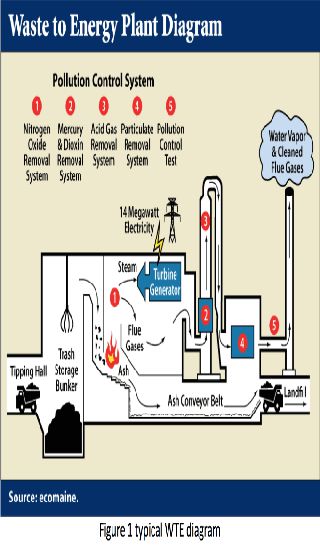 Waste to Energy Plant Diagram
Pollution Control System
1 2 3 4 5
Nitrogen Oxide Removal System
Mercury & Dioxin Removal System
Acid Gas Removal System
Particulate Removal System
Pollution Control Test
Water Vapor
& Cleaned
Flue Gases
14 Megawatt
Electricity
3
Steam
Turbine
Generator
1
2
5
4
Flue
Gases
Trash
Storage
Bunker
Ash
Tipping Hall
Ash Conveyor Belt
Landfill
Source: ecomaine.
Figure 1 typical WTE diagram